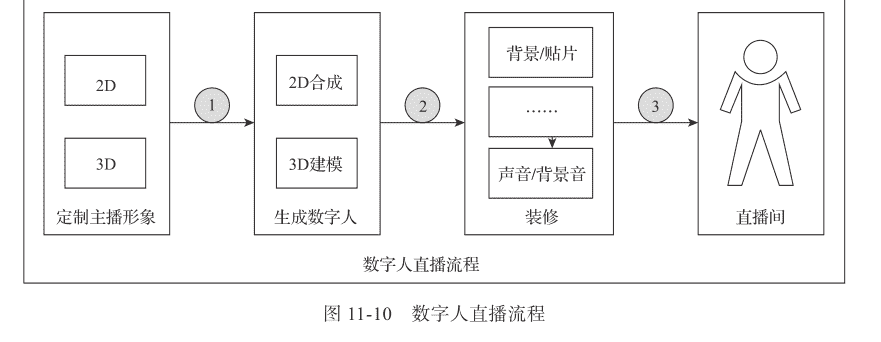 2D
3D
定制主播形象
1
2D合成
3D建模
生成数字人
2
背景/贴片
……
声音/背景音
装修
3
直播间
数字人直播流程
图 11-10 数字人直播流程